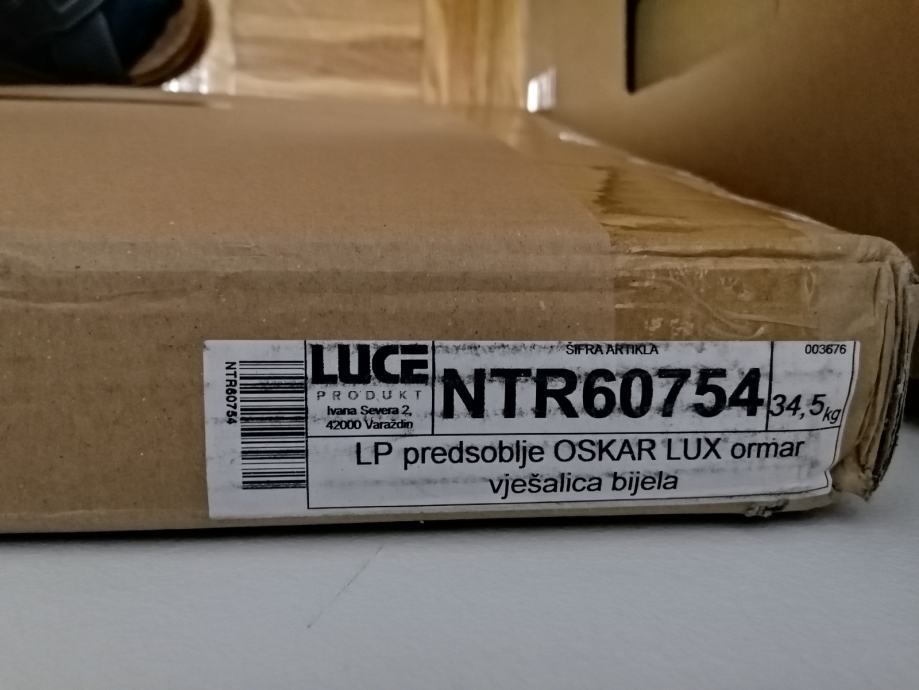 NTR60754
LUCE
PRODUKT
Ivana Severa 2,
42000 Varaždin
ŠIFRA ARTIKLA
NTR60754
003676
34,5kg
LP predsoblje OSKAR LUX ormar
vješalica bijela